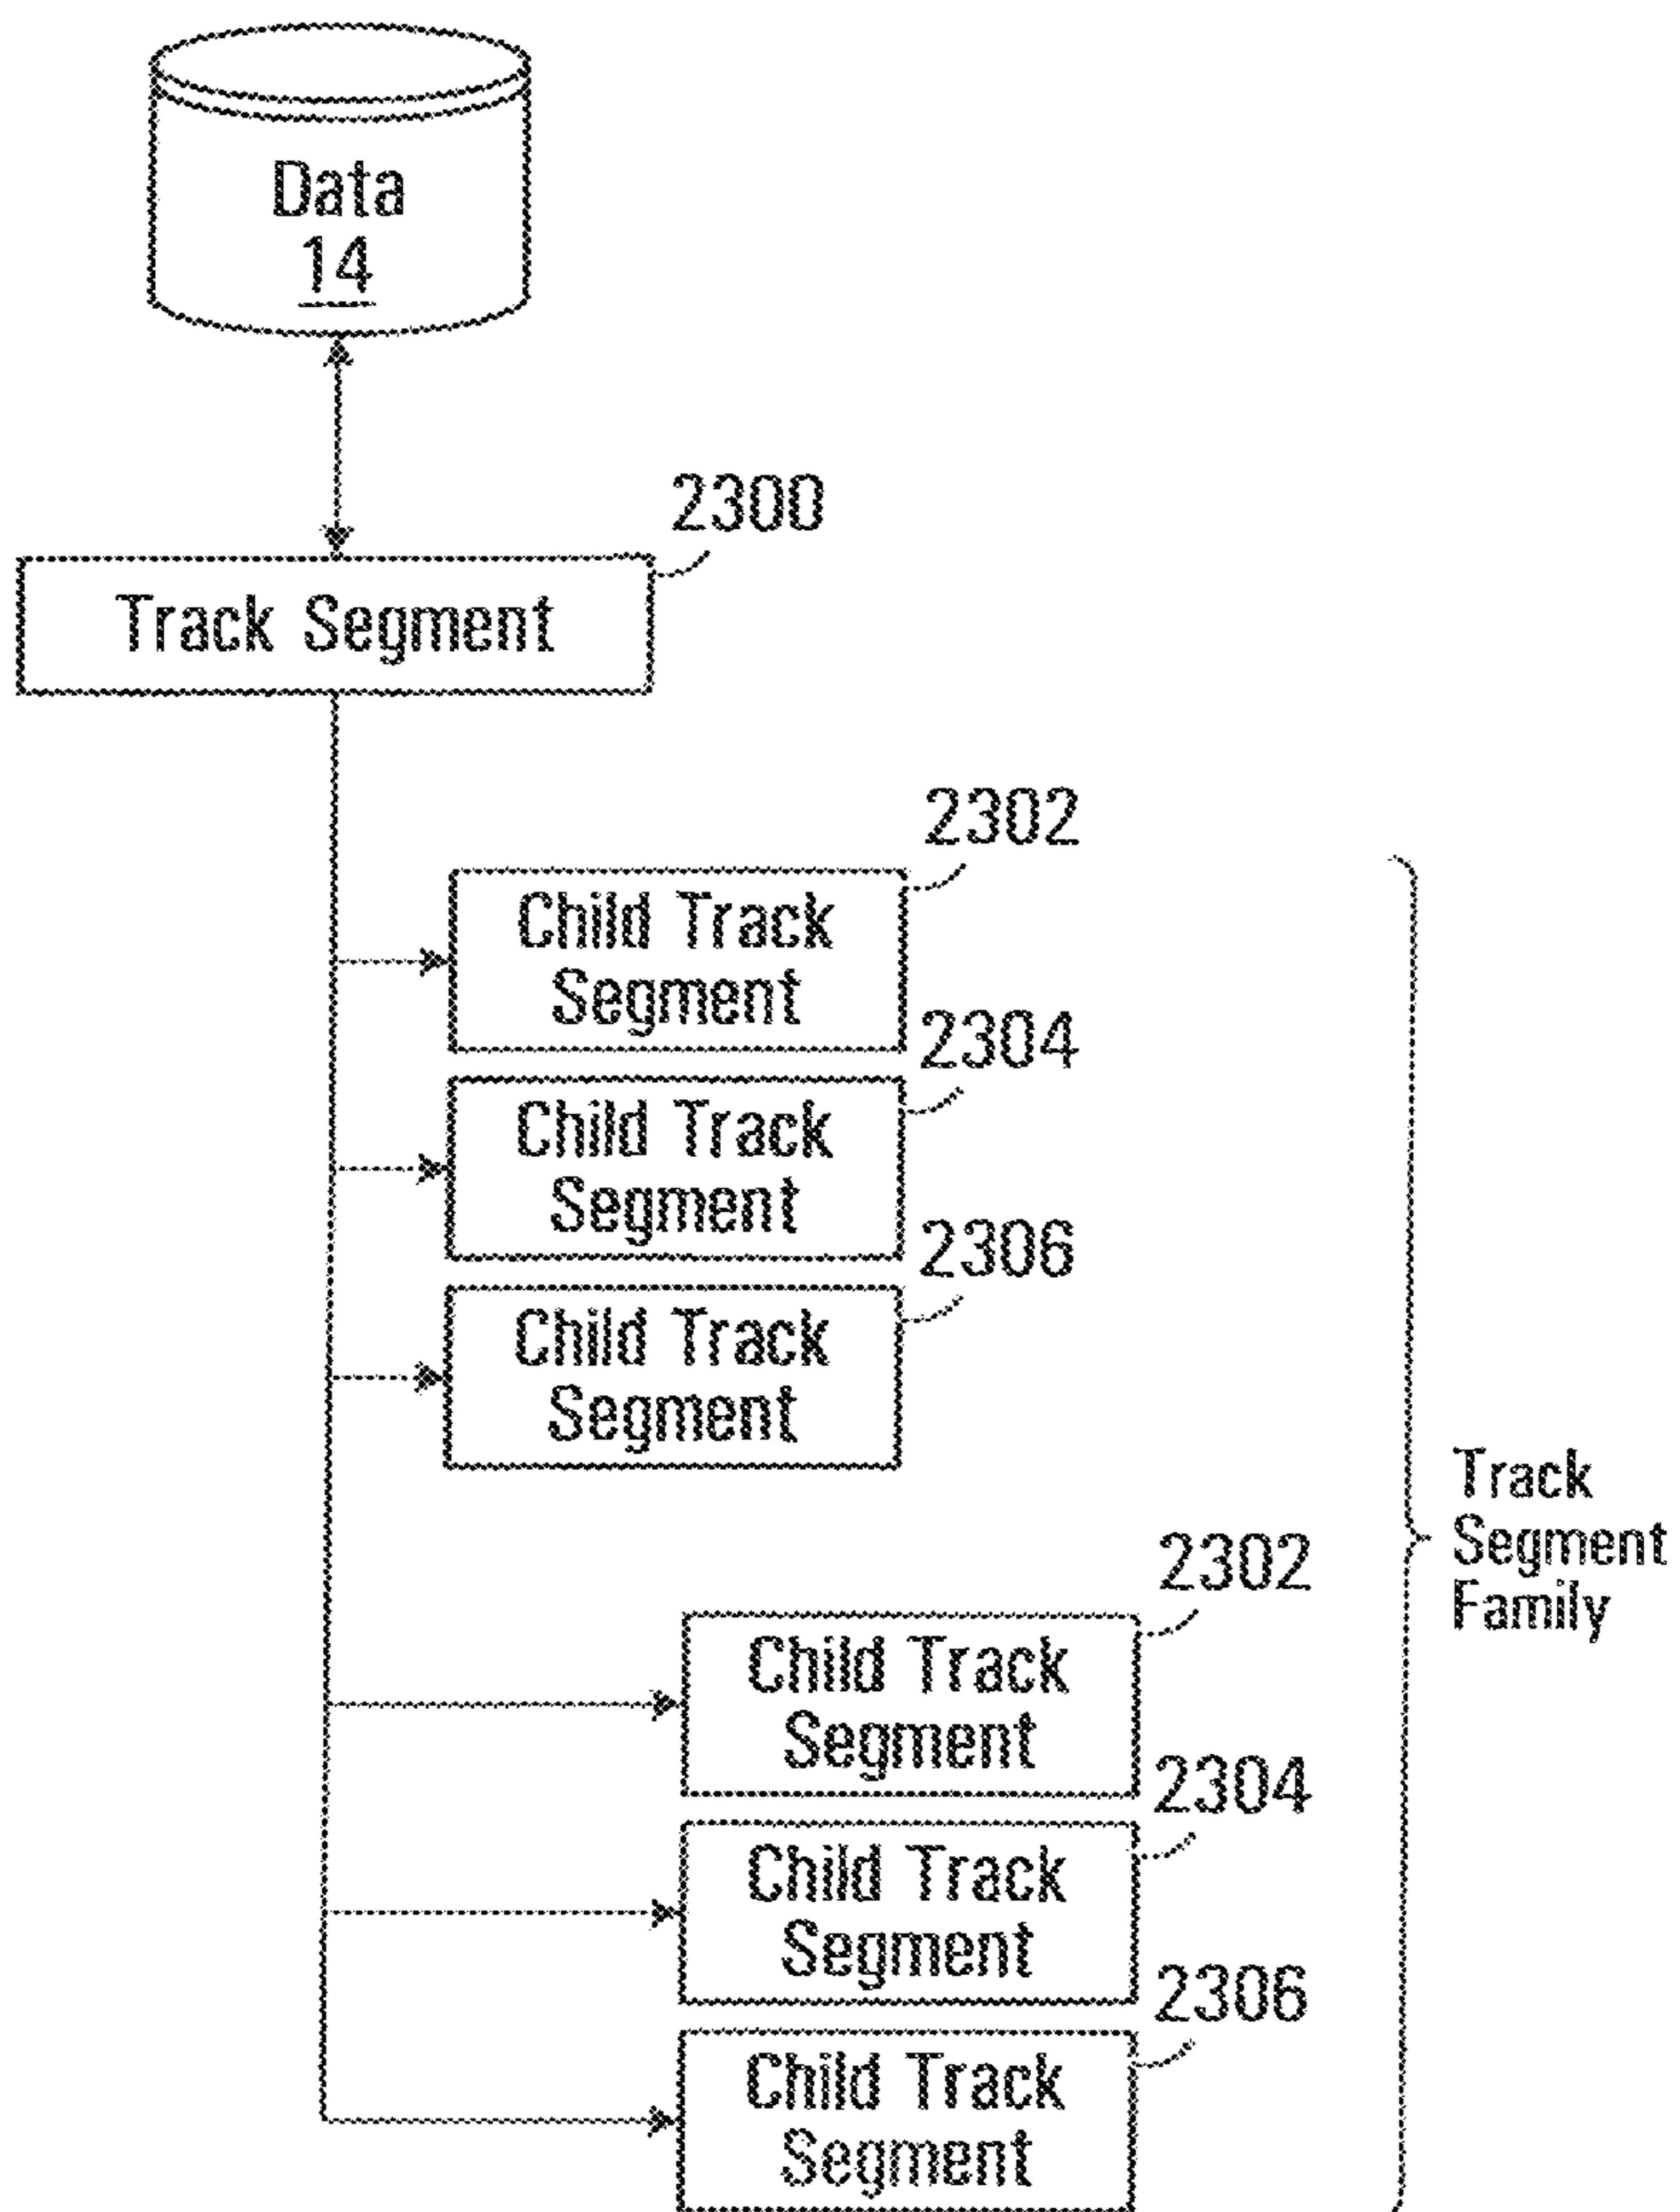 Data
14
2300
Track Segment
2302
Child Track
Segment
2304
Child Track
Segment
2306
Child Track
Segment
Track
Segment
Family
2302
Child Track
Segment
2304
Child Track
Segment
2306
Child Track
Segment